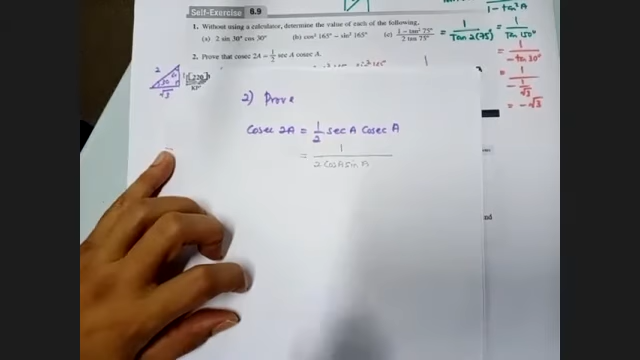 Self-Exercise 6.9
1. Without using a calculator, determine the value of each of the following.
(a) 2 sin 30° cos 30° (b) cos² 165° − sin² 165° (c) 1 − tan² 75° / 2 tan 75°
2. Prove that cosec 2A = 1/2 sec A cosec A.
1 − tan² A
= 1 / Tan 2(75) = 1 / Tan 150°
= 1 / − tan 30°
= 1 / − 1/√3
= − √3
2
30
√3
2) Prove
Cosec 2A = 1/2 sec A Cosec A
= 1 / 2 Cos A sin A